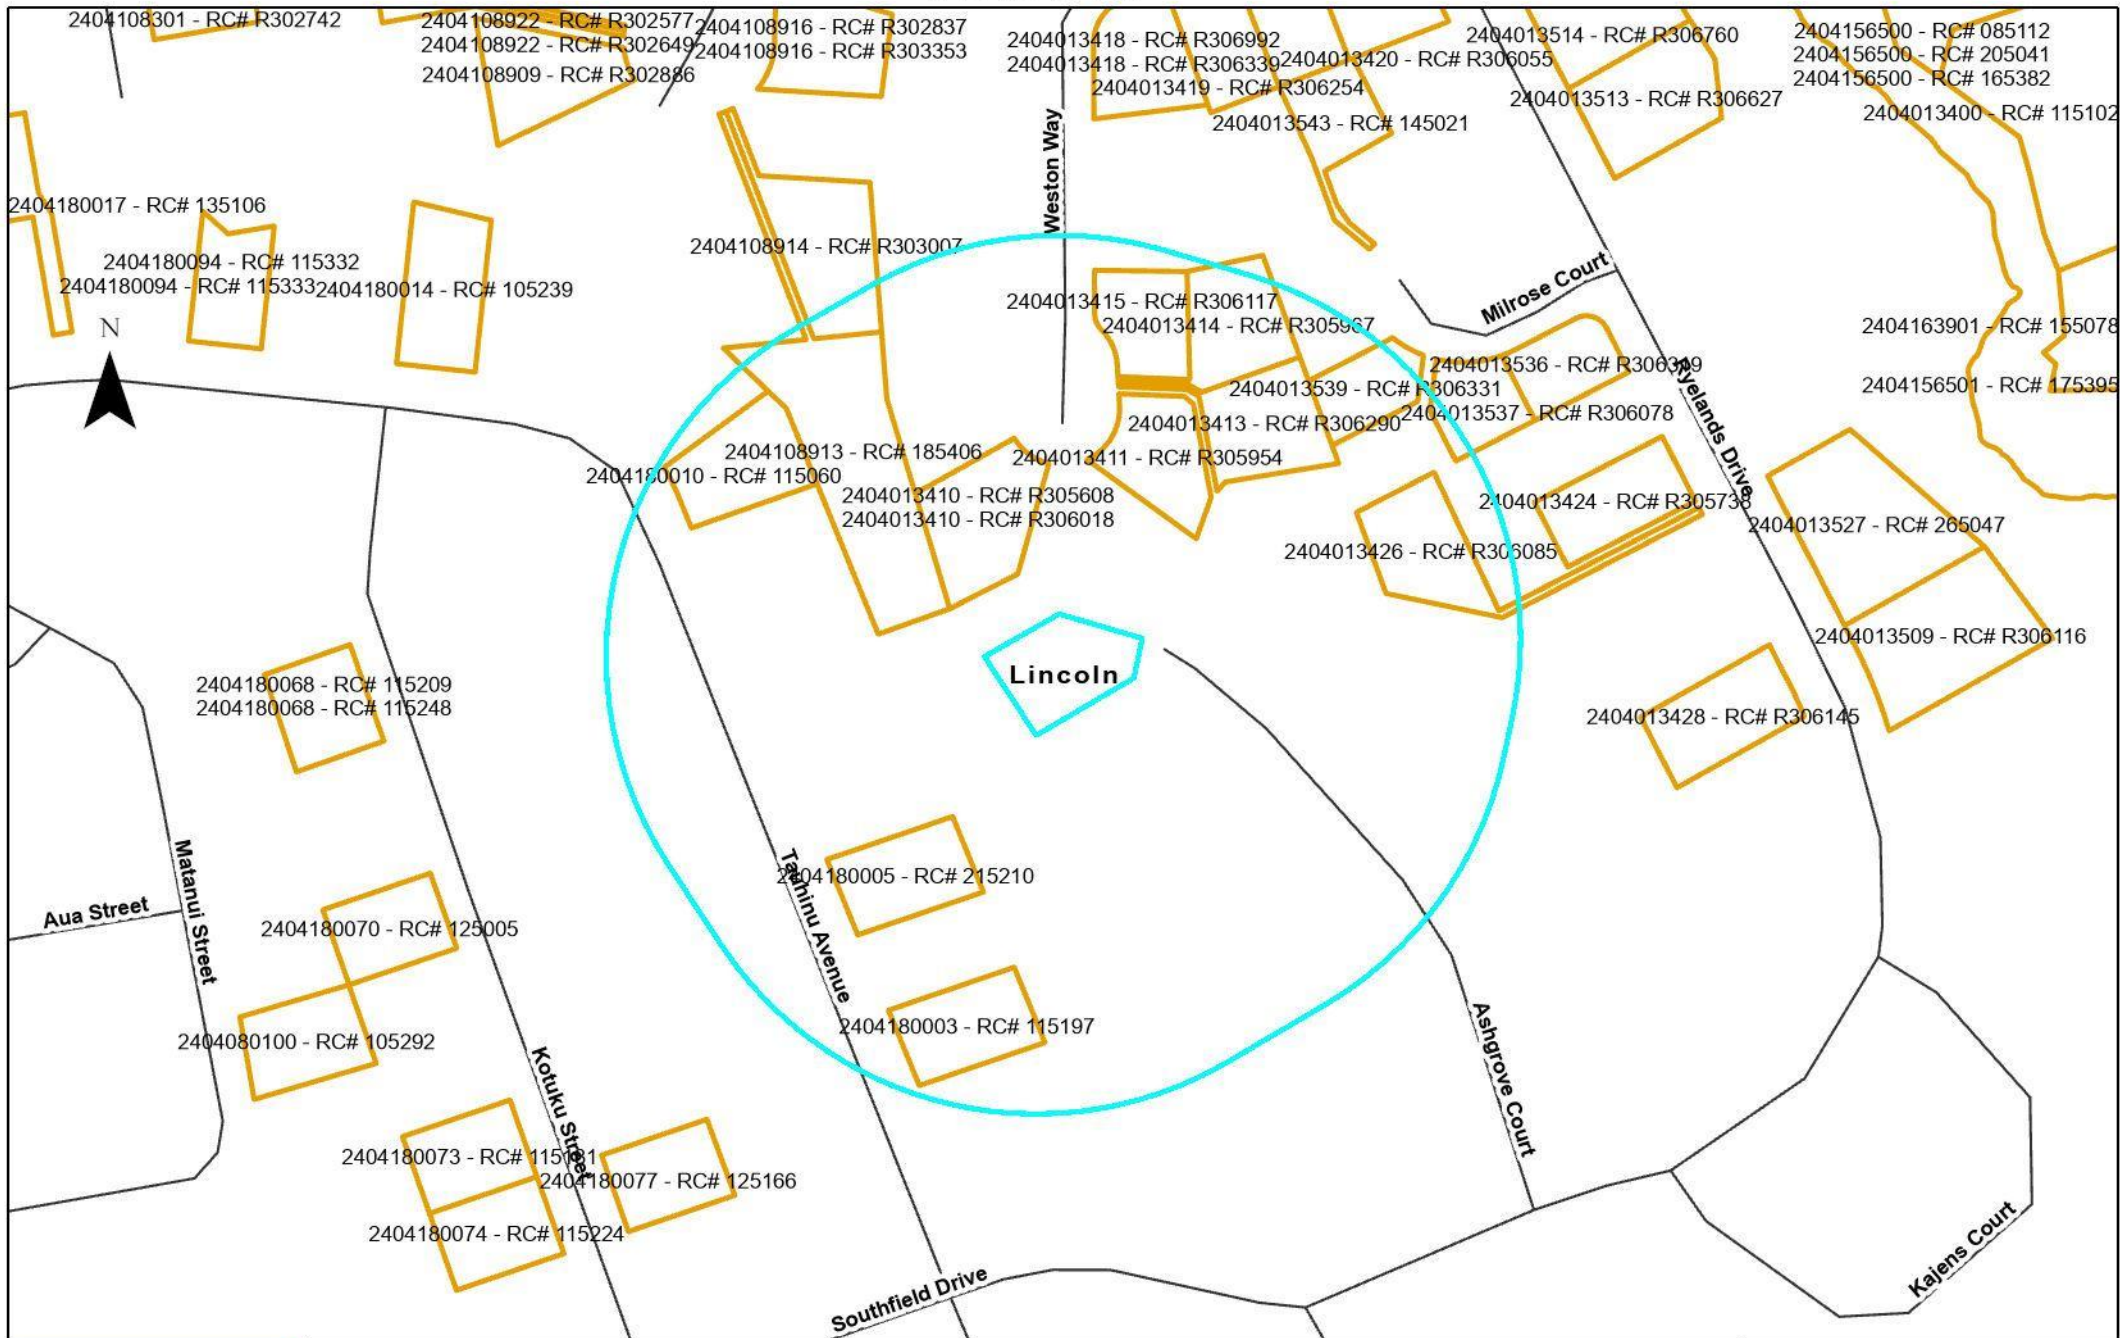 2404108301 - RC# R302742
2404108922 - RC# R302577
2404108922 - RC# R302649
2404108909 - RC# R302886
2404108916 - RC# R302837
2404108916 - RC# R303353
2404013418 - RC# R306992
2404013418 - RC# R306339
2404013419 - RC# R306254
2404013420 - RC# R306055
2404013543 - RC# 145021
2404013514 - RC# R306760
2404013513 - RC# R306627
2404156500 - RC# 085112
2404156500 - RC# 205041
2404156500 - RC# 165382
2404013400 - RC# 115102
Weston Way
2404180017 - RC# 135106
2404180094 - RC# 115332
2404180094 - RC# 115333
2404180014 - RC# 105239
2404108914 - RC# R303007
N
2404013415 - RC# R306117
2404013414 - RC# R305967
Milrose Court
2404163901 - RC# 155078
2404013536 - RC#
2404013539 - RC# R306331
2404156501 - RC# 175395
2404013537 - RC# R306078
Ryelands Drive
2404013413 - RC# R306290
2404108913 - RC# 185406
2404013411 - RC# R305954
2404180010 - RC# 115060
2404013410 - RC# R305608
2404013410 - RC# R306018
2404013424 - RC# R305738
2404013527 - RC# 265047
2404013426 - RC# R306085
2404013509 - RC# R306116
Lincoln
2404180068 - RC# 115209
2404180068 - RC# 115248
2404013428 - RC# R306145
2404180005 - RC# 215210
Tauhinu Avenue
Matanui Street
Aua Street
2404180070 - RC# 125005
2404180003 - RC# 115197
2404080100 - RC# 105292
Ashgrove Court
Kotuku Street
2404180073 - RC#
2404180077 - RC# 125166
2404180074 - RC# 115224
Kajens Court
Southfield Drive